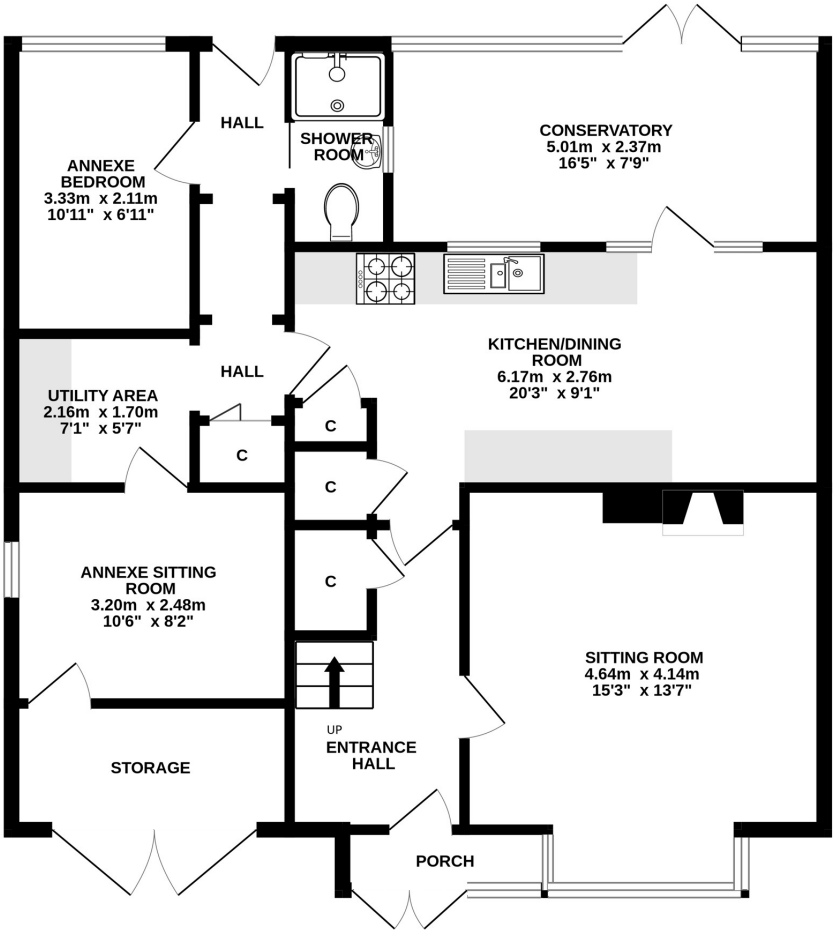 HALL
SHOWER
ROOM
CONSERVATORY
5.01m x 2.37m
16'5" x 7'9"
ANNEXE
BEDROOM
3.33m x 2.11m
10'11" x 6'11"
KITCHEN/DINING
ROOM
6.17m x 2.76m
20'3" x 9'1"
HALL
UTILITY AREA
2.16m x 1.70m
7'1" x 5'7"
C
C
C
C
ANNEXE SITTING
ROOM
3.20m x 2.48m
10'6" x 8'2"
SITTING ROOM
4.64m x 4.14m
15'3" x 13'7"
UP
ENTRANCE
HALL
STORAGE
PORCH